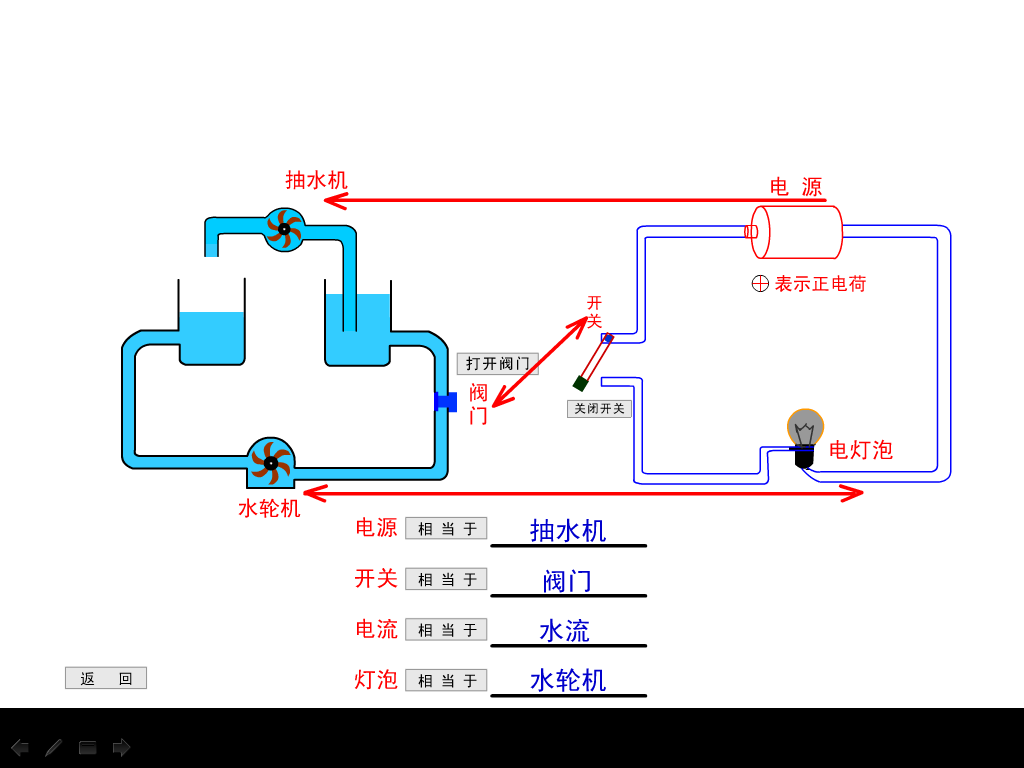 抽水机
电 源
表示正电荷
开
关
打开阀门
阀
门
关闭开关
电灯泡
水轮机
电源 相 当 于 抽水机
开关 相 当 于 阀门
电流 相 当 于 水流
灯泡 相 当 于 水轮机
返 回